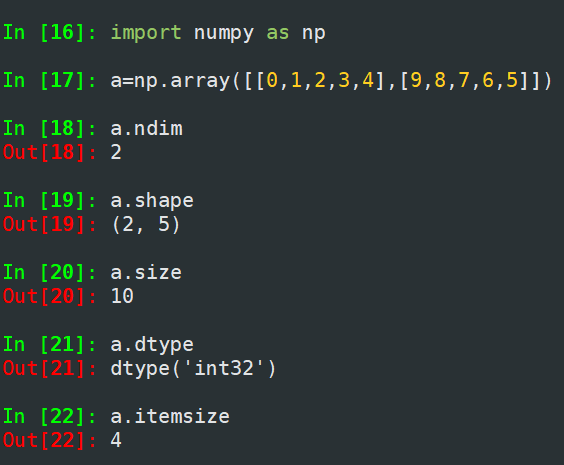 In [16]: import numpy as np
In [17]: a=np.array([[0,1,2,3,4],[9,8,7,6,5]])
In [18]: a.ndim
Out[18]: 2
In [19]: a.shape
Out[19]: (2, 5)
In [20]: a.size
Out[20]: 10
In [21]: a.dtype
Out[21]: dtype('int32')
In [22]: a.itemsize
Out[22]: 4